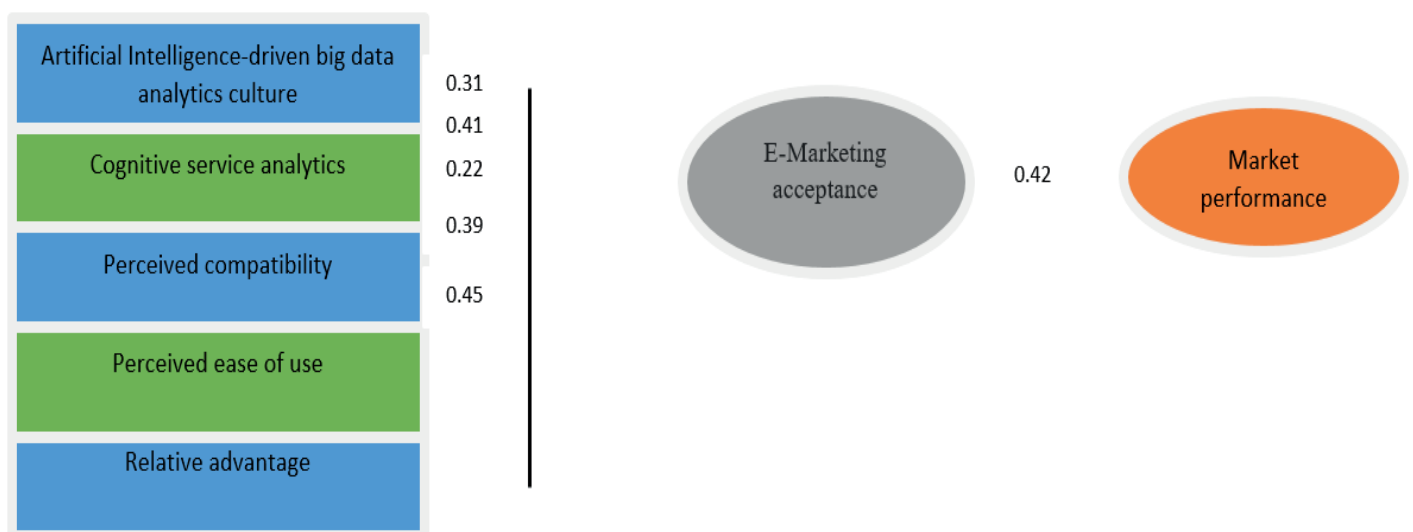 Artificial Intelligence-driven big data
analytics culture
Cognitive service analytics
Perceived compatibility
Perceived ease of use
Relative advantage
0.31
0.41
0.22
0.39
0.45
E-Marketing
acceptance
0.42
Market
performance